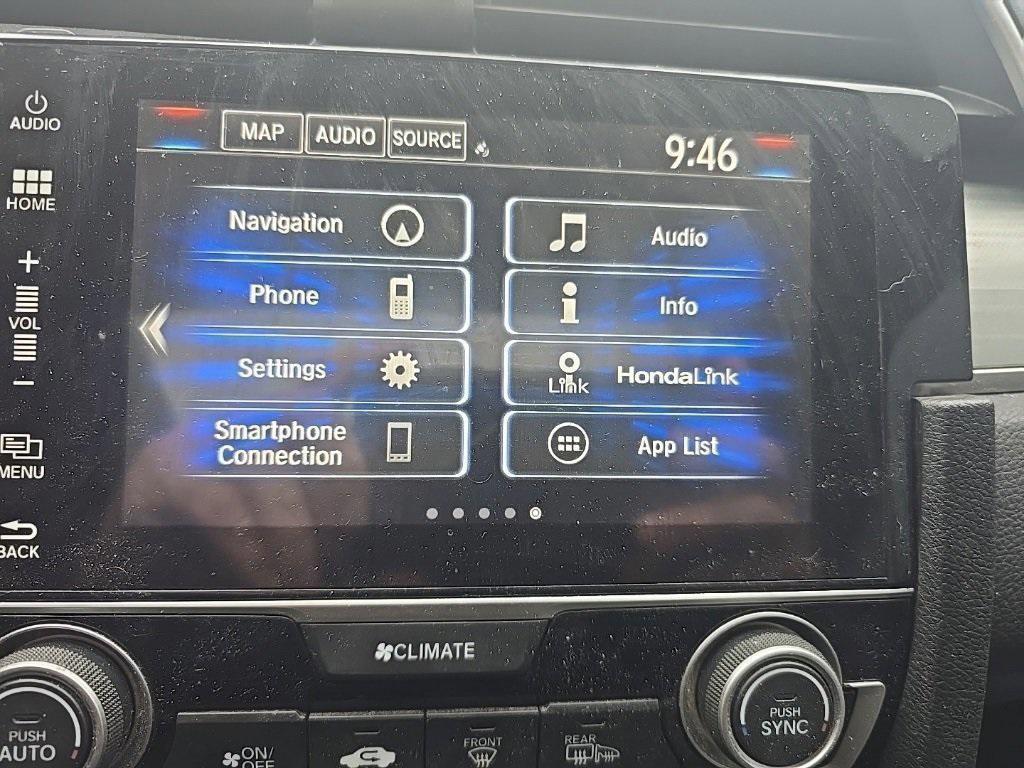 AUDIO
HOME
+
VOL
−
MENU
BACK
MAP
AUDIO
SOURCE
9:46
Navigation
Audio
Phone
Info
Settings
Link
HondaLink
Smartphone
Connection
App List
CLIMATE
PUSH
AUTO
ON/
OFF
FRONT
REAR
PUSH
SYNC